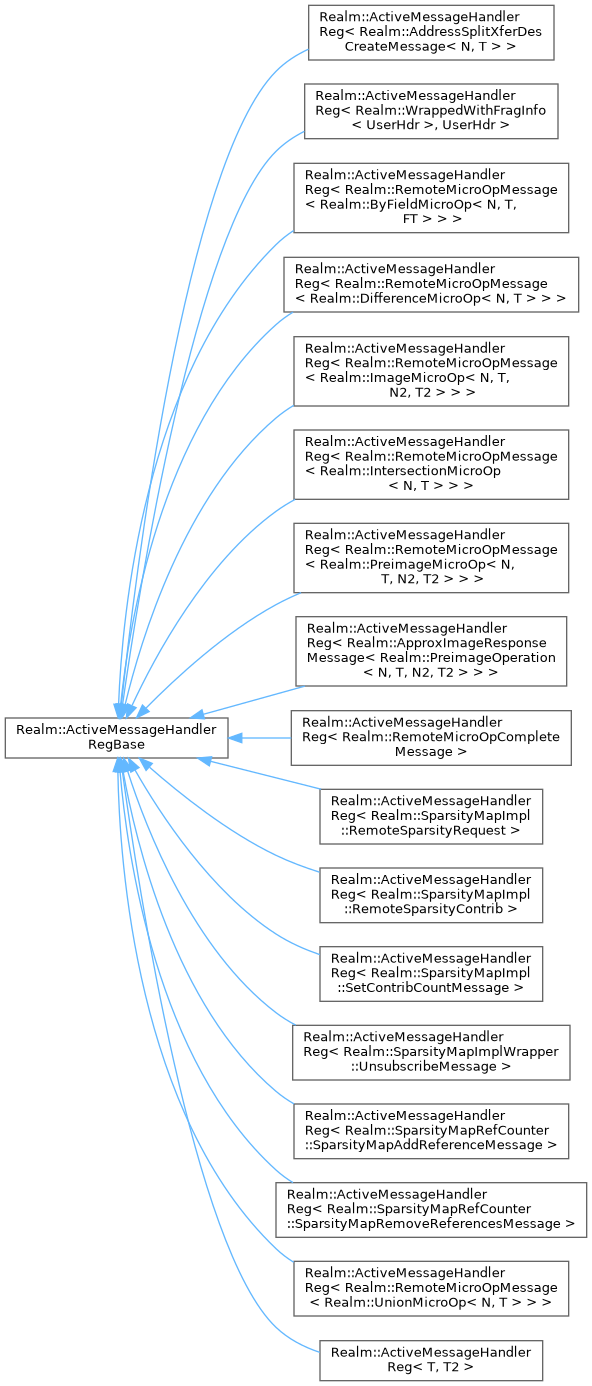 Realm::ActiveMessageHandler
Reg< Realm::AddressSplitXferDes
CreateMessage< N, T > >
Realm::ActiveMessageHandler
Reg< Realm::WrappedWithFragInfo
< UserHdr >, UserHdr >
Realm::ActiveMessageHandler
Reg< Realm::RemoteMicroOpMessage
< Realm::ByFieldMicroOp< N, T,
FT > > >
Realm::ActiveMessageHandler
Reg< Realm::RemoteMicroOpMessage
< Realm::DifferenceMicroOp< N, T > > >
Realm::ActiveMessageHandler
Reg< Realm::RemoteMicroOpMessage
< Realm::ImageMicroOp< N, T,
N2, T2 > > >
Realm::ActiveMessageHandler
Reg< Realm::RemoteMicroOpMessage
< Realm::IntersectionMicroOp
< N, T > > >
Realm::ActiveMessageHandler
Reg< Realm::RemoteMicroOpMessage
< Realm::PreimageMicroOp< N,
T, N2, T2 > > >
Realm::ActiveMessageHandler
Reg< Realm::ApproxImageResponse
Message< Realm::PreimageOperation
< N, T, N2, T2 > > >
Realm::ActiveMessageHandler
RegBase
Realm::ActiveMessageHandler
Reg< Realm::RemoteMicroOpComplete
Message >
Realm::ActiveMessageHandler
Reg< Realm::SparsityMapImpl
::RemoteSparsityRequest >
Realm::ActiveMessageHandler
Reg< Realm::SparsityMapImpl
::RemoteSparsityContrib >
Realm::ActiveMessageHandler
Reg< Realm::SparsityMapImpl
::SetContribCountMessage >
Realm::ActiveMessageHandler
Reg< Realm::SparsityMapImplWrapper
::UnsubscribeMessage >
Realm::ActiveMessageHandler
Reg< Realm::SparsityMapRefCounter
::SparsityMapAddReferenceMessage >
Realm::ActiveMessageHandler
Reg< Realm::SparsityMapRefCounter
::SparsityMapRemoveReferencesMessage >
Realm::ActiveMessageHandler
Reg< Realm::RemoteMicroOpMessage
< Realm::UnionMicroOp< N, T > > >
Realm::ActiveMessageHandler
Reg< T, T2 >